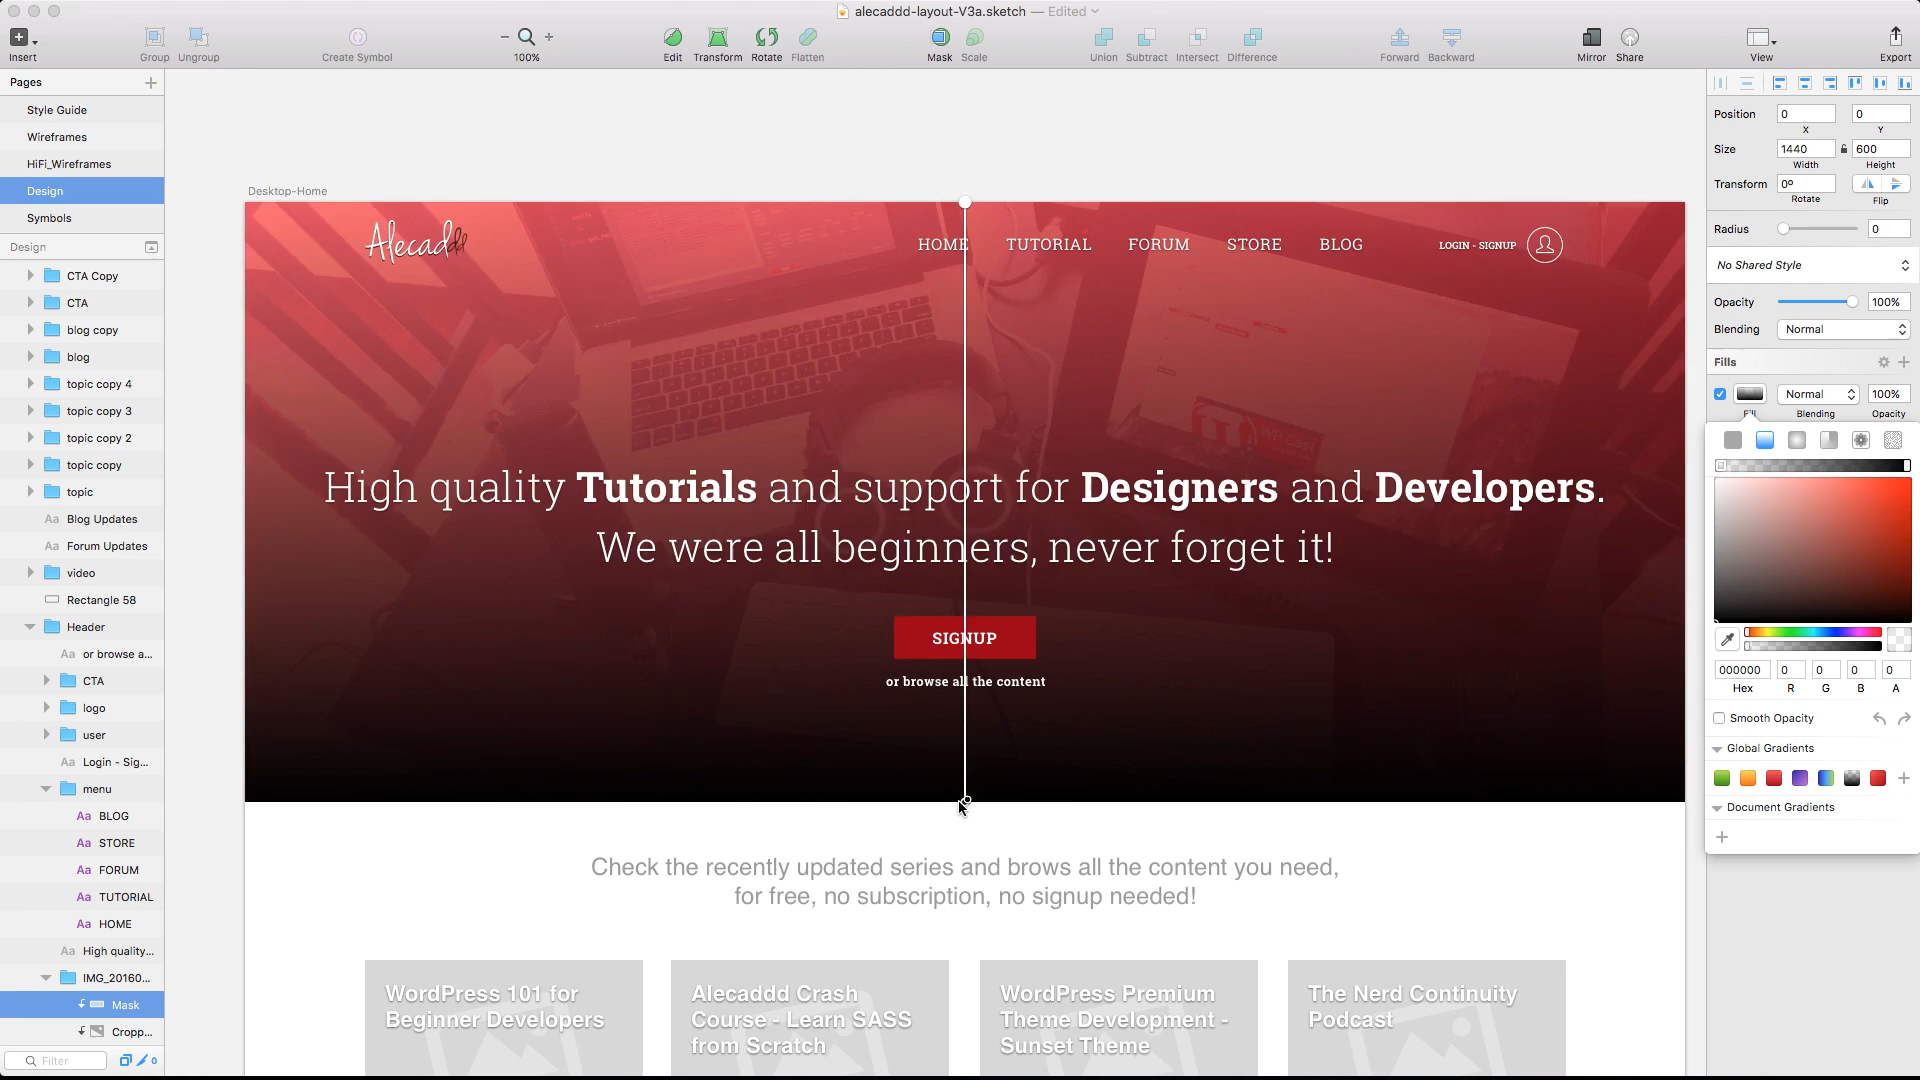 alecaddd-layout-V3a.sketch — Edited
Insert
Group
Ungroup
Create Symbol
100%
Edit
Transform
Rotate
Flatten
Mask
Scale
Union
Subtract
Intersect
Difference
Forward
Backward
Mirror
Share
View
Export
Pages
Style Guide
Wireframes
HiFi_Wireframes
Design
Symbols
Design
CTA Copy
CTA
blog copy
blog
topic copy 4
topic copy 3
topic copy 2
topic copy
topic
Blog Updates
Forum Updates
video
Rectangle 58
Header
or browse a...
CTA
logo
user
Login - Sig...
menu
BLOG
STORE
FORUM
TUTORIAL
HOME
High quality...
IMG_20160...
Mask
Cropp...
Filter
0
Desktop-Home
Alecaddd
HOME
TUTORIAL
FORUM
STORE
BLOG
LOGIN - SIGNUP
High quality Tutorials and support for Designers and Developers.
We were all beginners, never forget it!
SIGNUP
or browse all the content
Check the recently updated series and brows all the content you need,
for free, no subscription, no signup needed!
WordPress 101 for
Beginner Developers
Alecaddd Crash
Course - Learn SASS
from Scratch
WordPress Premium
Theme Development -
Sunset Theme
The Nerd Continuity
Podcast
Position
0
0
X
Y
Size
1440
600
Width
Height
Transform
0º
Rotate
Flip
Radius
0
No Shared Style
Opacity
100%
Blending
Normal
Fills
Normal
100%
Fill
Blending
Opacity
000000
0
0
0
0
Hex
R
G
B
A
Smooth Opacity
Global Gradients
Document Gradients